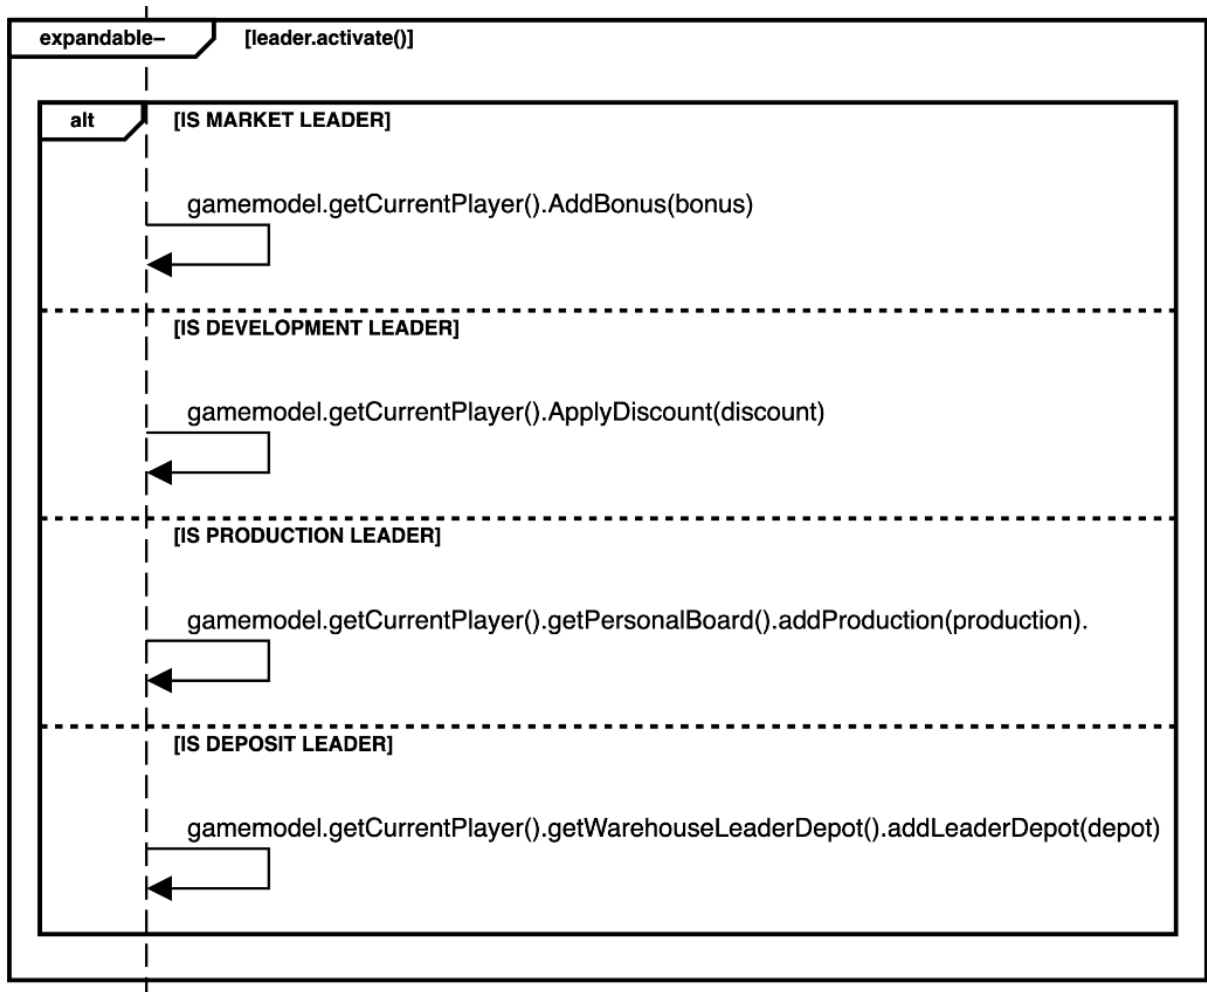 expandable–
[leader.activate()]
alt
[IS MARKET LEADER]
gamemodel.getCurrentPlayer().AddBonus(bonus)
[IS DEVELOPMENT LEADER]
gamemodel.getCurrentPlayer().ApplyDiscount(discount)
[IS PRODUCTION LEADER]
gamemodel.getCurrentPlayer().getPersonalBoard().addProduction(production).
[IS DEPOSIT LEADER]
gamemodel.getCurrentPlayer().getWarehouseLeaderDepot().addLeaderDepot(depot)